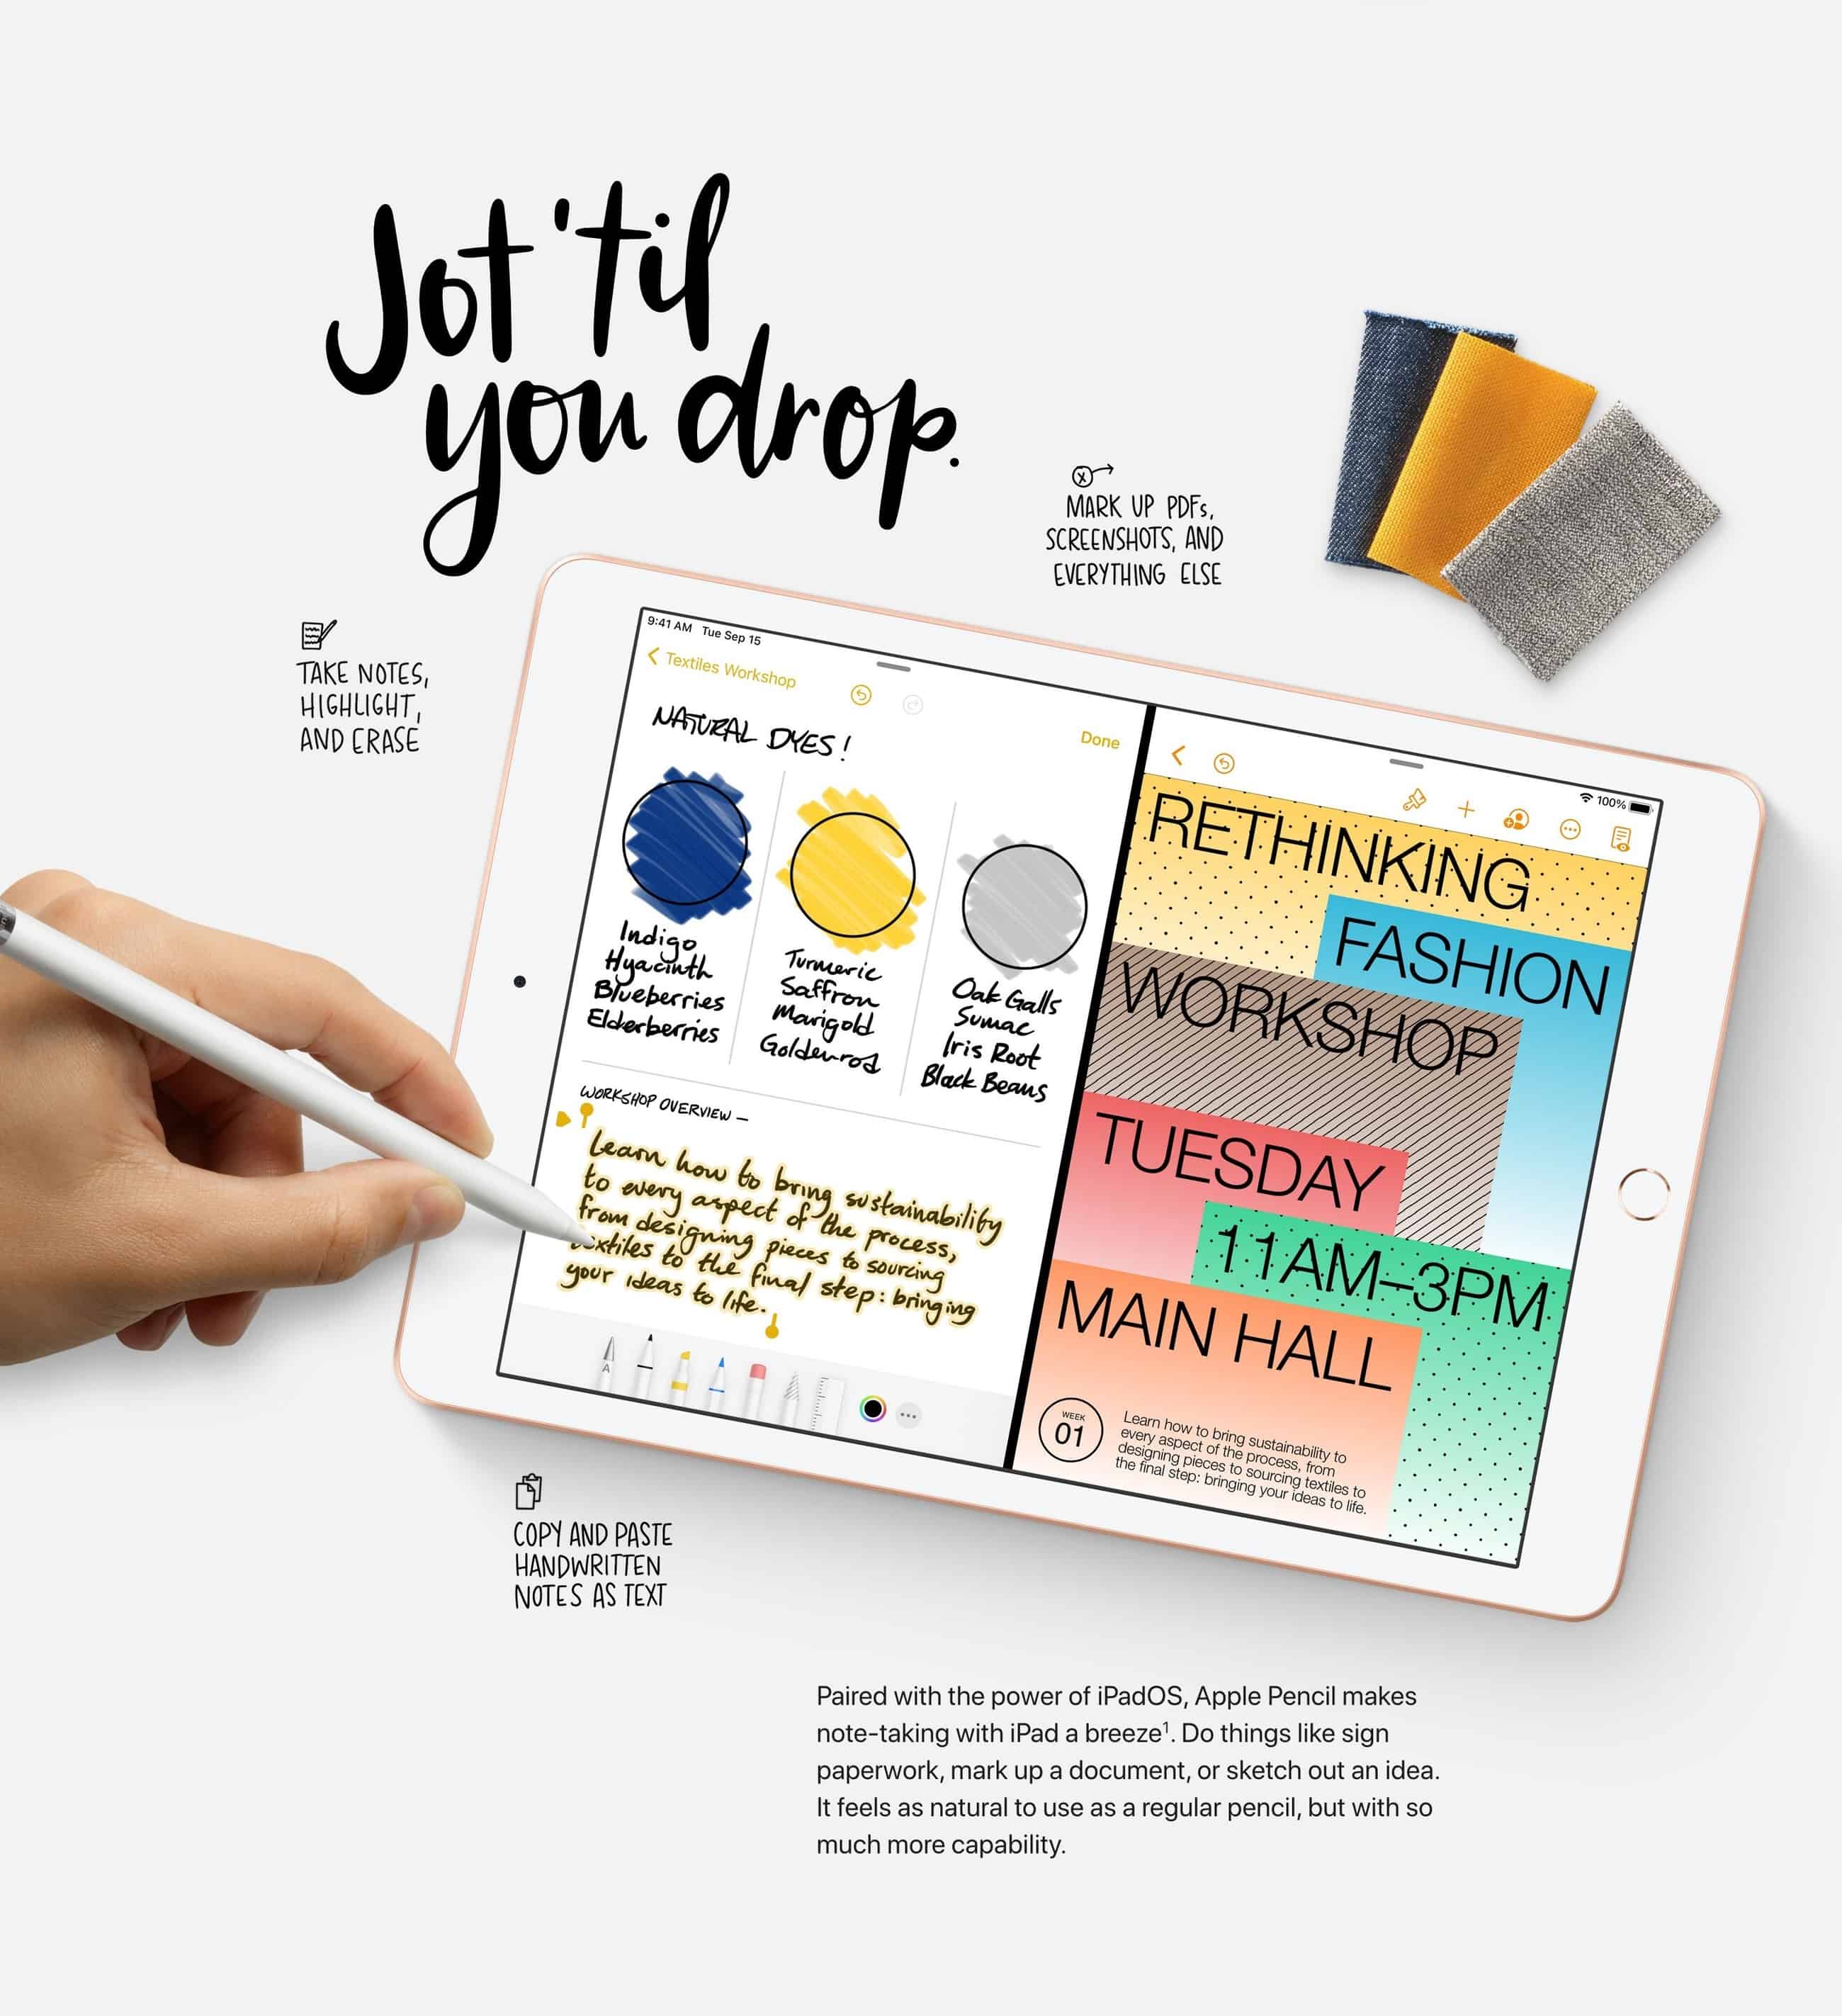 Jot 'til
you drop.
MARK UP PDFs,
SCREENSHOTS, AND
EVERYTHING ELSE
TAKE NOTES,
HIGHLIGHT,
AND ERASE
9:41 AM Tue Sep 15
Textiles Workshop
Done
NATURAL DYES!
Indigo
Hyacinth
Blueberries
Elderberries
Turmeric
Saffron
Marigold
Goldenrod
Oak Galls
Sumac
Iris Root
Black Beans
WORKSHOP OVERVIEW —
Learn how to bring sustainability
to every aspect of the process,
from designing pieces to sourcing
textiles to the final step: bringing
your ideas to life.
A
100%
RETHINKING
FASHION
WORKSHOP
TUESDAY
11AM–3PM
MAIN HALL
WEEK
01
Learn how to bring sustainability to
every aspect of the process, from
designing pieces to sourcing textiles to
the final step: bringing your ideas to life.
COPY AND PASTE
HANDWRITTEN
NOTES AS TEXT
Paired with the power of iPadOS, Apple Pencil makes
note-taking with iPad a breeze¹. Do things like sign
paperwork, mark up a document, or sketch out an idea.
It feels as natural to use as a regular pencil, but with so
much more capability.